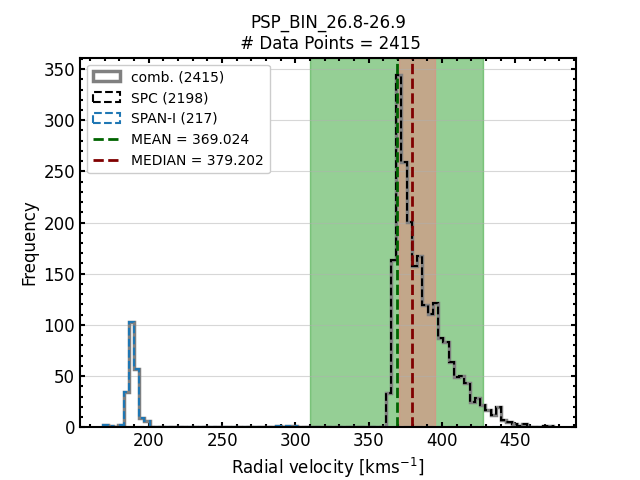 PSP_BIN_26.8-26.9
# Data Points = 2415
comb. (2415)
SPC (2198)
SPAN-I (217)
MEAN = 369.024
MEDIAN = 379.202
Frequency
350
300
250
200
150
100
50
0
200 250 300 350 400 450
Radial velocity [kms⁻¹]